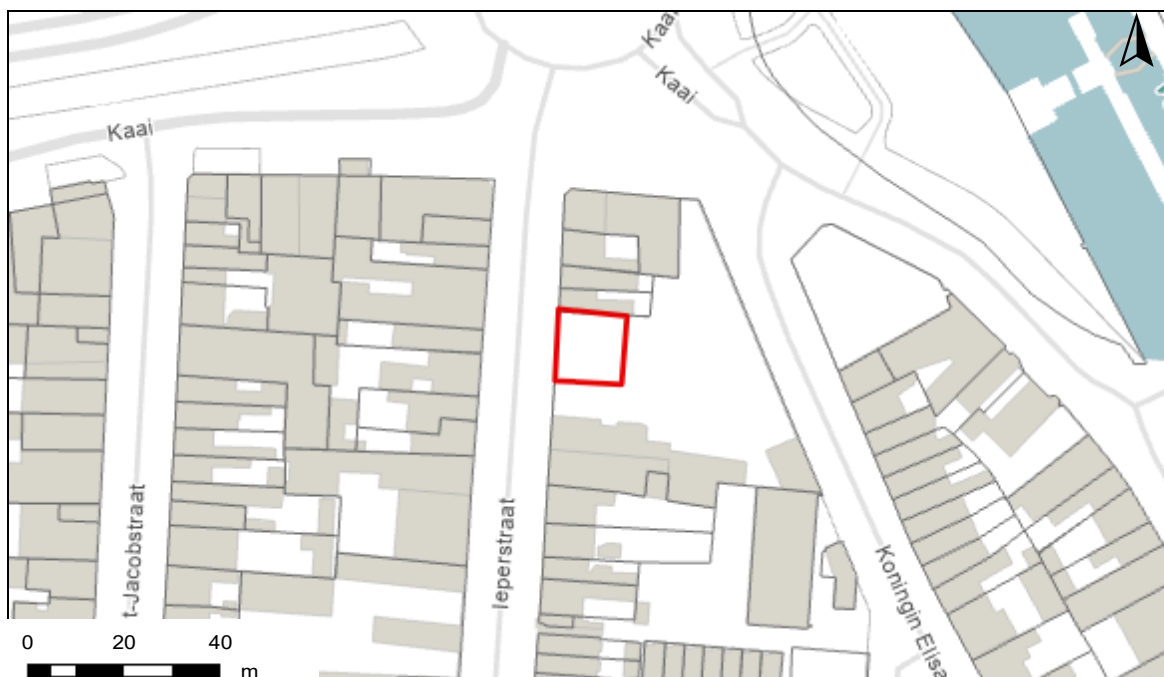 Kaai
Kaai
Kaai
t-Jacobstraat
Ieperstraat
Koningin Elisa
0 20 40
m